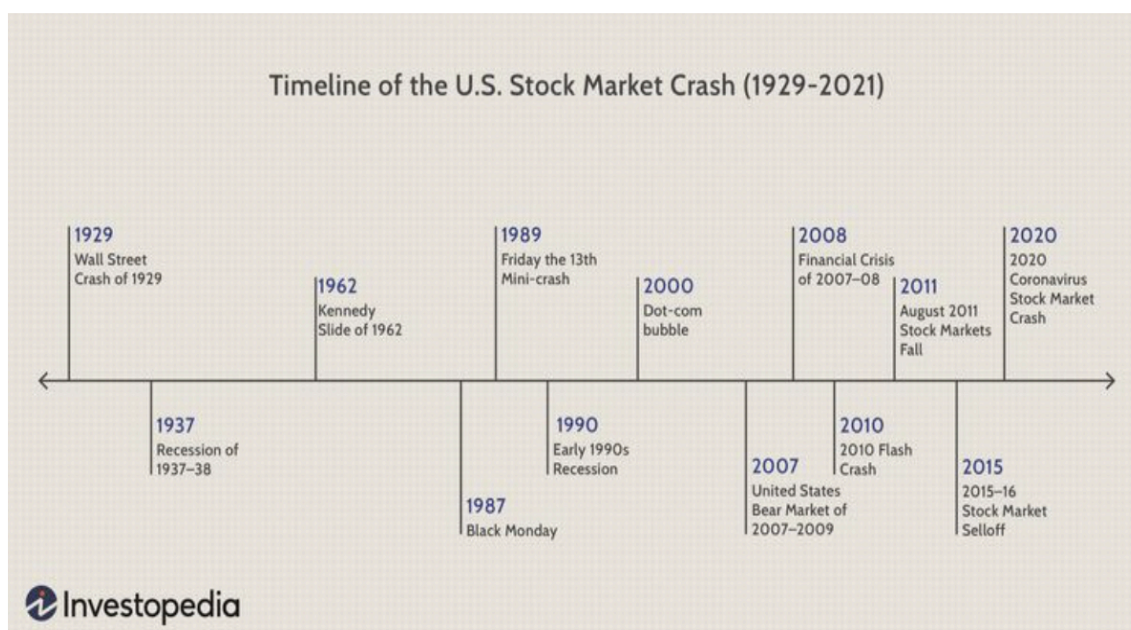 Timeline of the U.S. Stock Market Crash (1929-2021)
1929
Wall Street
Crash of 1929
1937
Recession of
1937–38
1962
Kennedy
Slide of 1962
1987
Black Monday
1989
Friday the 13th
Mini-crash
1990
Early 1990s
Recession
2000
Dot-com
bubble
2007
United States
Bear Market of
2007–2009
2008
Financial Crisis
of 2007–08
2010
2010 Flash
Crash
2011
August 2011
Stock Markets
Fall
2015
2015–16
Stock Market
Selloff
2020
2020
Coronavirus
Stock Market
Crash
Investopedia